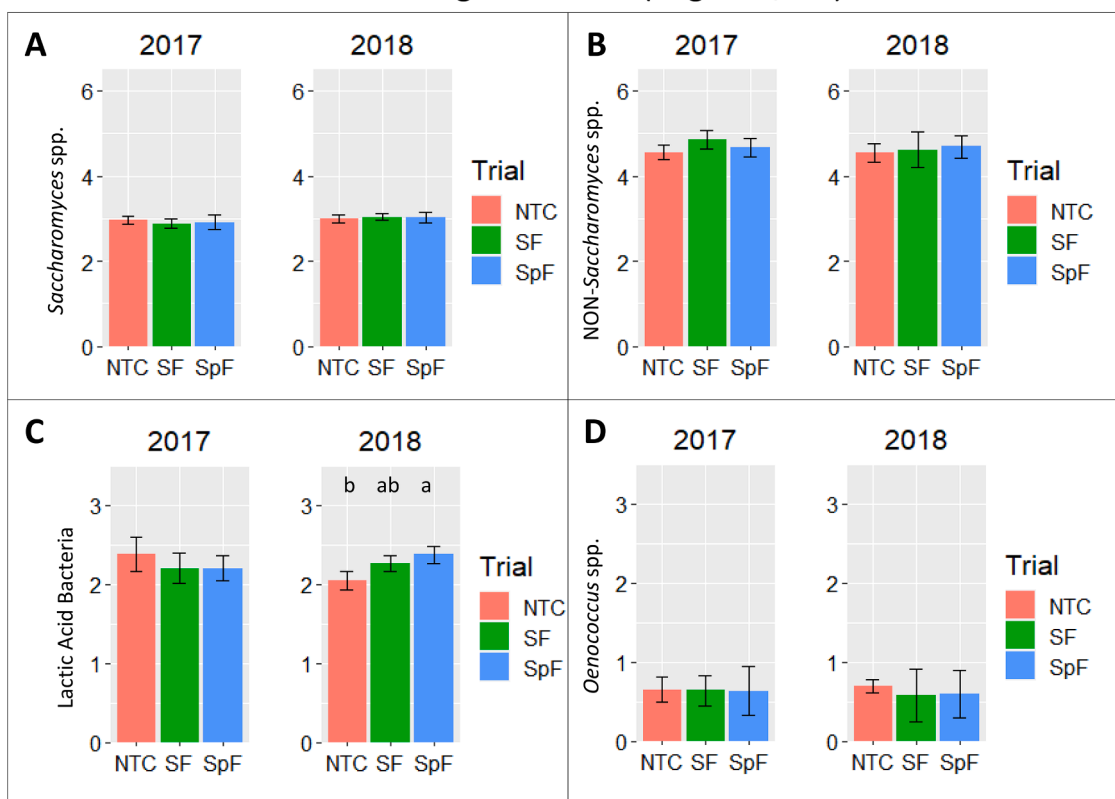 A
2017
2018
Saccharomyces spp.
6
4
2
0
NTC SF SpF
6
4
2
0
NTC SF SpF
Trial
NTC
SF
SpF
B
2017
2018
NON-Saccharomyces spp.
6
4
2
0
NTC SF SpF
6
4
2
0
NTC SF SpF
Trial
NTC
SF
SpF
C
2017
2018
Lactic Acid Bacteria
3
2
1
0
NTC SF SpF
b ab a
3
2
1
0
NTC SF SpF
Trial
NTC
SF
SpF
D
2017
2018
Oenococcus spp.
3
2
1
0
NTC SF SpF
3
2
1
0
NTC SF SpF
Trial
NTC
SF
SpF